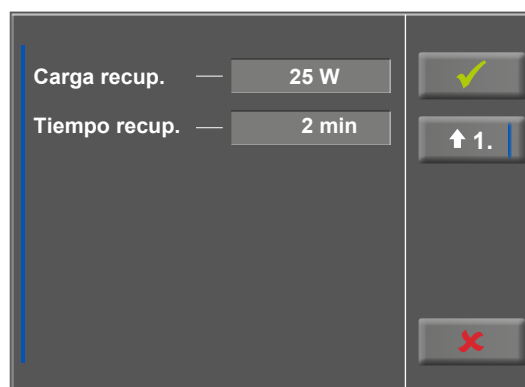 Carga recup. — 25 W
Tiempo recup. — 2 min
1.